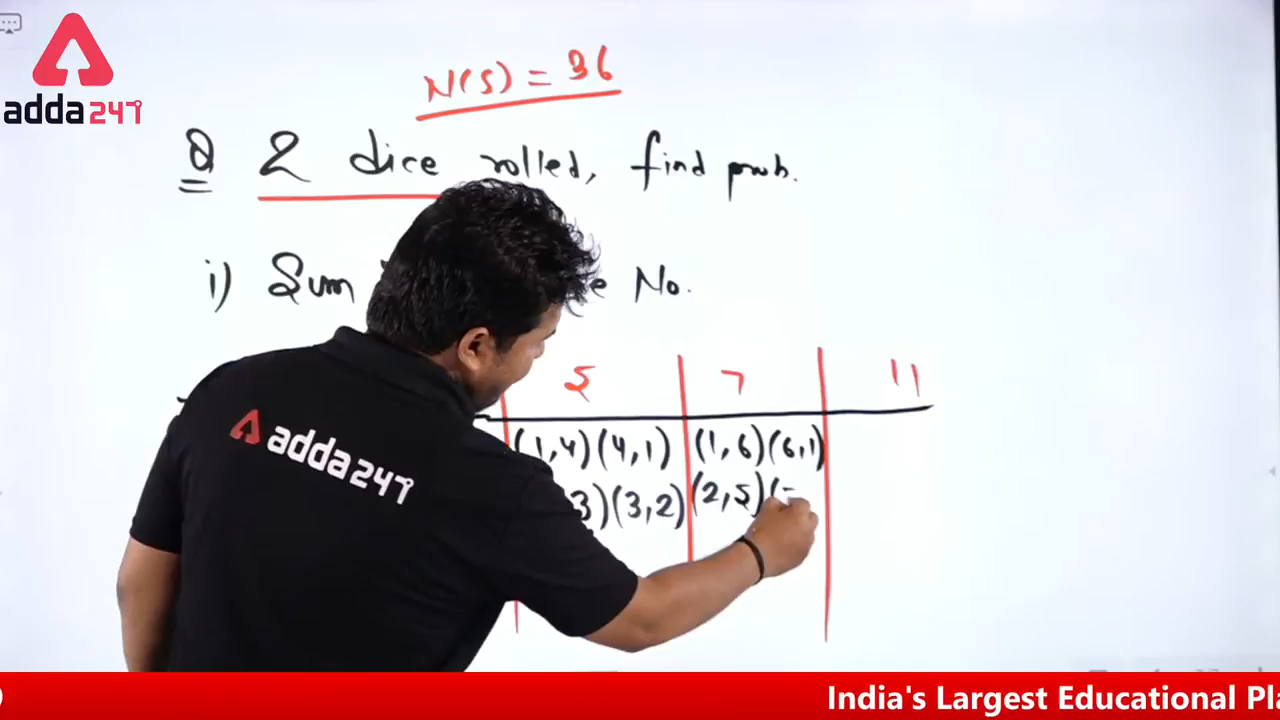 adda247
N(S) = 36
Q 2 dice rolled, find prob.
i) Sum No.
5 7 11
(1,4)(4,1) (1,6)(6,1)
3)(3,2) (2,5)(
adda247
India's Largest Educational Pla